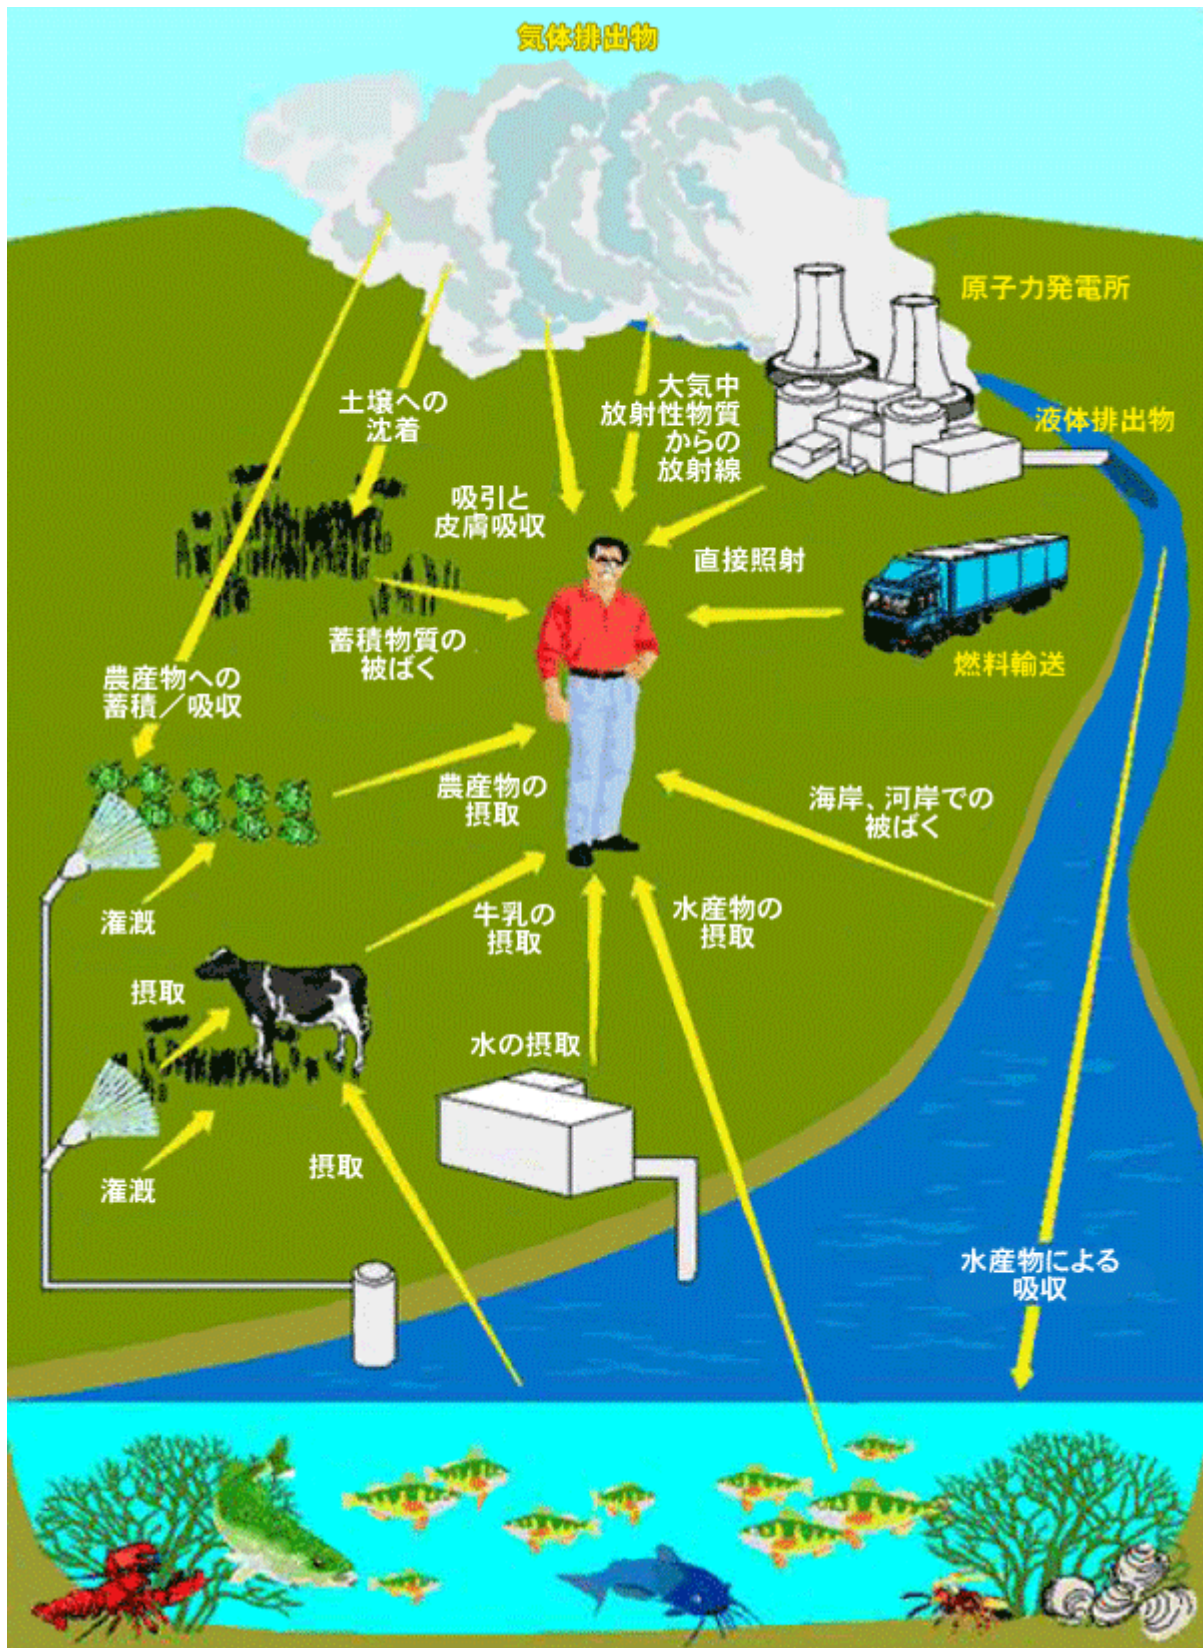 気体排出物
原子力発電所
大気中
放射性物質
からの
放射線
土壌への
沈着
液体排出物
吸引と
皮膚吸収
直接照射
蓄積物質の
被ばく
燃料輸送
農産物への
蓄積／吸収
農産物の
摂取
海岸、河岸での
被ばく
灌漑
牛乳の
摂取
水産物の
摂取
摂取
水の摂取
摂取
灌漑
水産物による
吸収